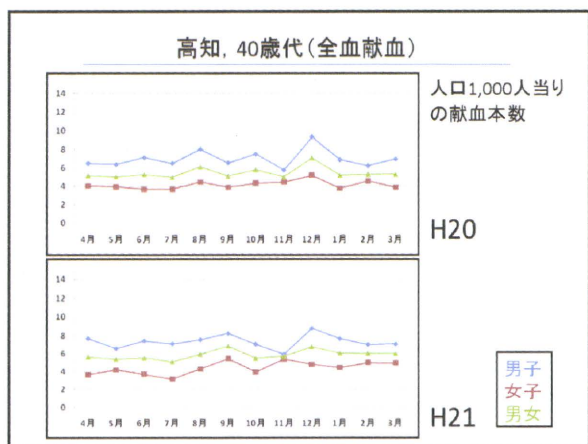 高知，40歳代（全血献血）
人口1,000人当り
の献血本数
14
12
10
8
6
4
2
0
4月 5月 6月 7月 8月 9月 10月 11月 12月 1月 2月 3月
H20
14
12
10
8
6
4
2
0
4月 5月 6月 7月 8月 9月 10月 11月 12月 1月 2月 3月
H21
男子
女子
男女